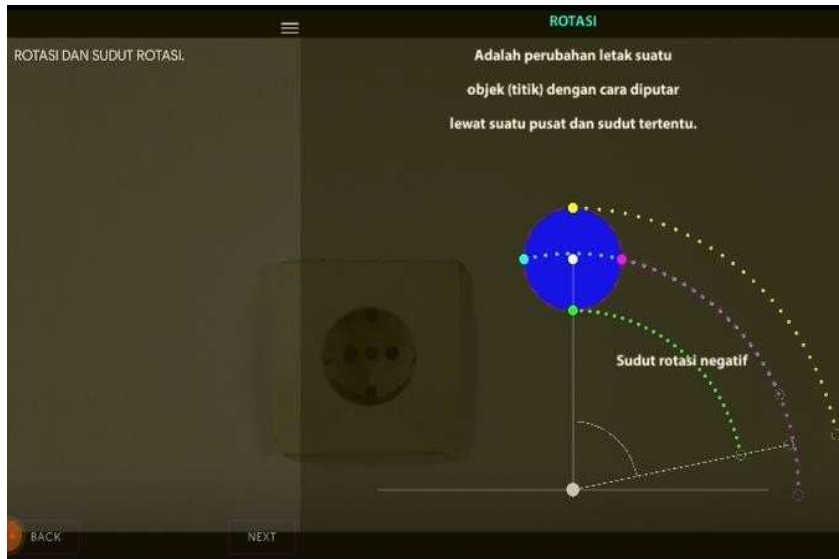 ROTASI DAN SUDUT ROTASI.
BACK
NEXT
ROTASI
Adalah perubahan letak suatu
objek (titik) dengan cara diputar
lewat suatu pusat dan sudut tertentu.
Sudut rotasi negatif